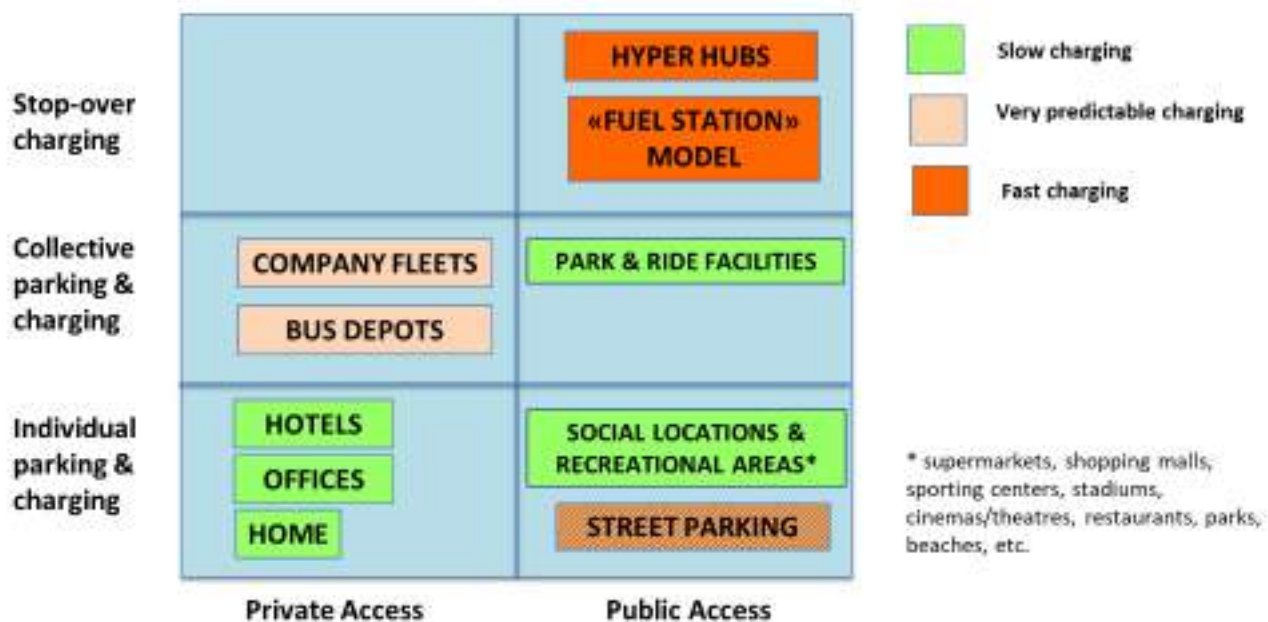 Stop-over
charging
HYPER HUBS
«FUEL STATION»
MODEL
Slow charging
Very predictable charging
Fast charging
Collective
parking &
charging
COMPANY FLEETS
BUS DEPOTS
PARK & RIDE FACILITIES
Individual
parking &
charging
HOTELS
OFFICES
HOME
SOCIAL LOCATIONS &
RECREATIONAL AREAS*
STREET PARKING
* supermarkets, shopping malls,
sporting centers, stadiums,
cinemas/theatres, restaurants, parks,
beaches, etc.
Private Access
Public Access